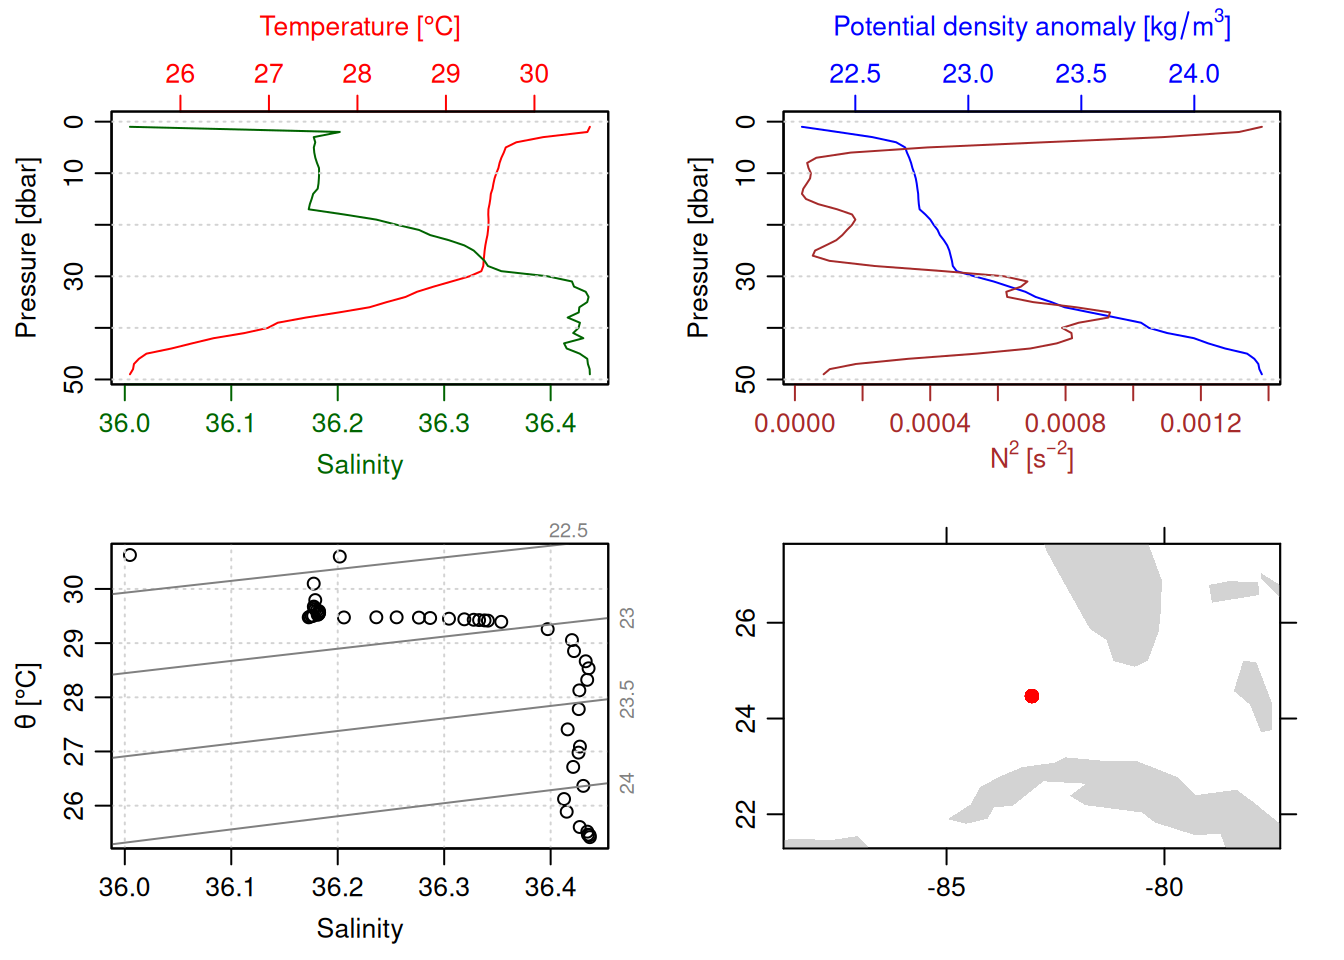 Temperature [°C]
26 27 28 29 30
0
10
30
50
Pressure [dbar]
36.0 36.1 36.2 36.3 36.4
Salinity
Potential density anomaly [kg/m³]
22.5 23.0 23.5 24.0
0
10
30
50
Pressure [dbar]
0.0000 0.0004 0.0008 0.0012
N² [s⁻²]
22.5
23
23.5
24
30
29
28
27
26
θ [°C]
36.0 36.1 36.2 36.3 36.4
Salinity
26
24
22
-85 -80